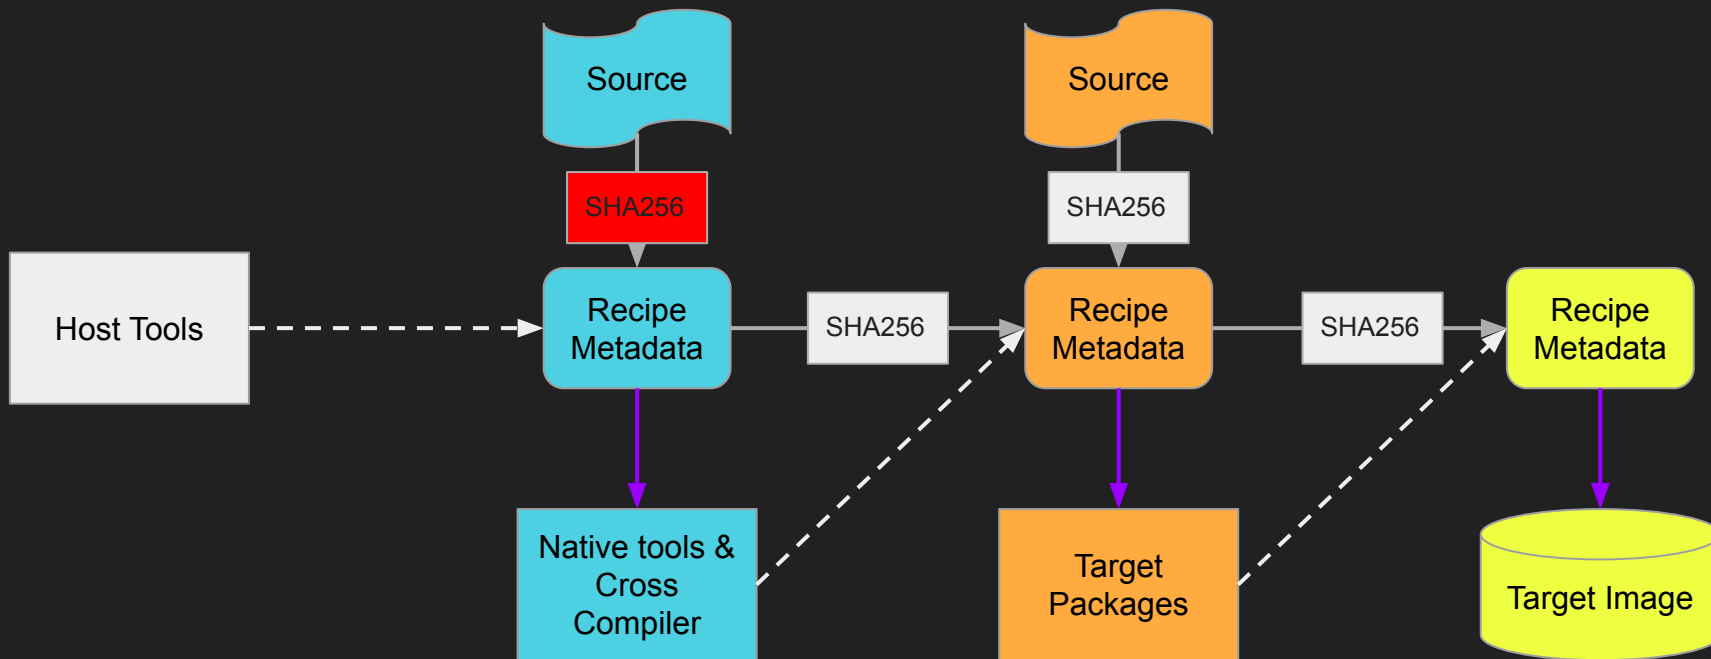 Source
Source
SHA256
SHA256
Host Tools
Recipe
Metadata
SHA256
Recipe
Metadata
SHA256
Recipe
Metadata
Native tools &
Cross
Compiler
Target
Packages
Target Image